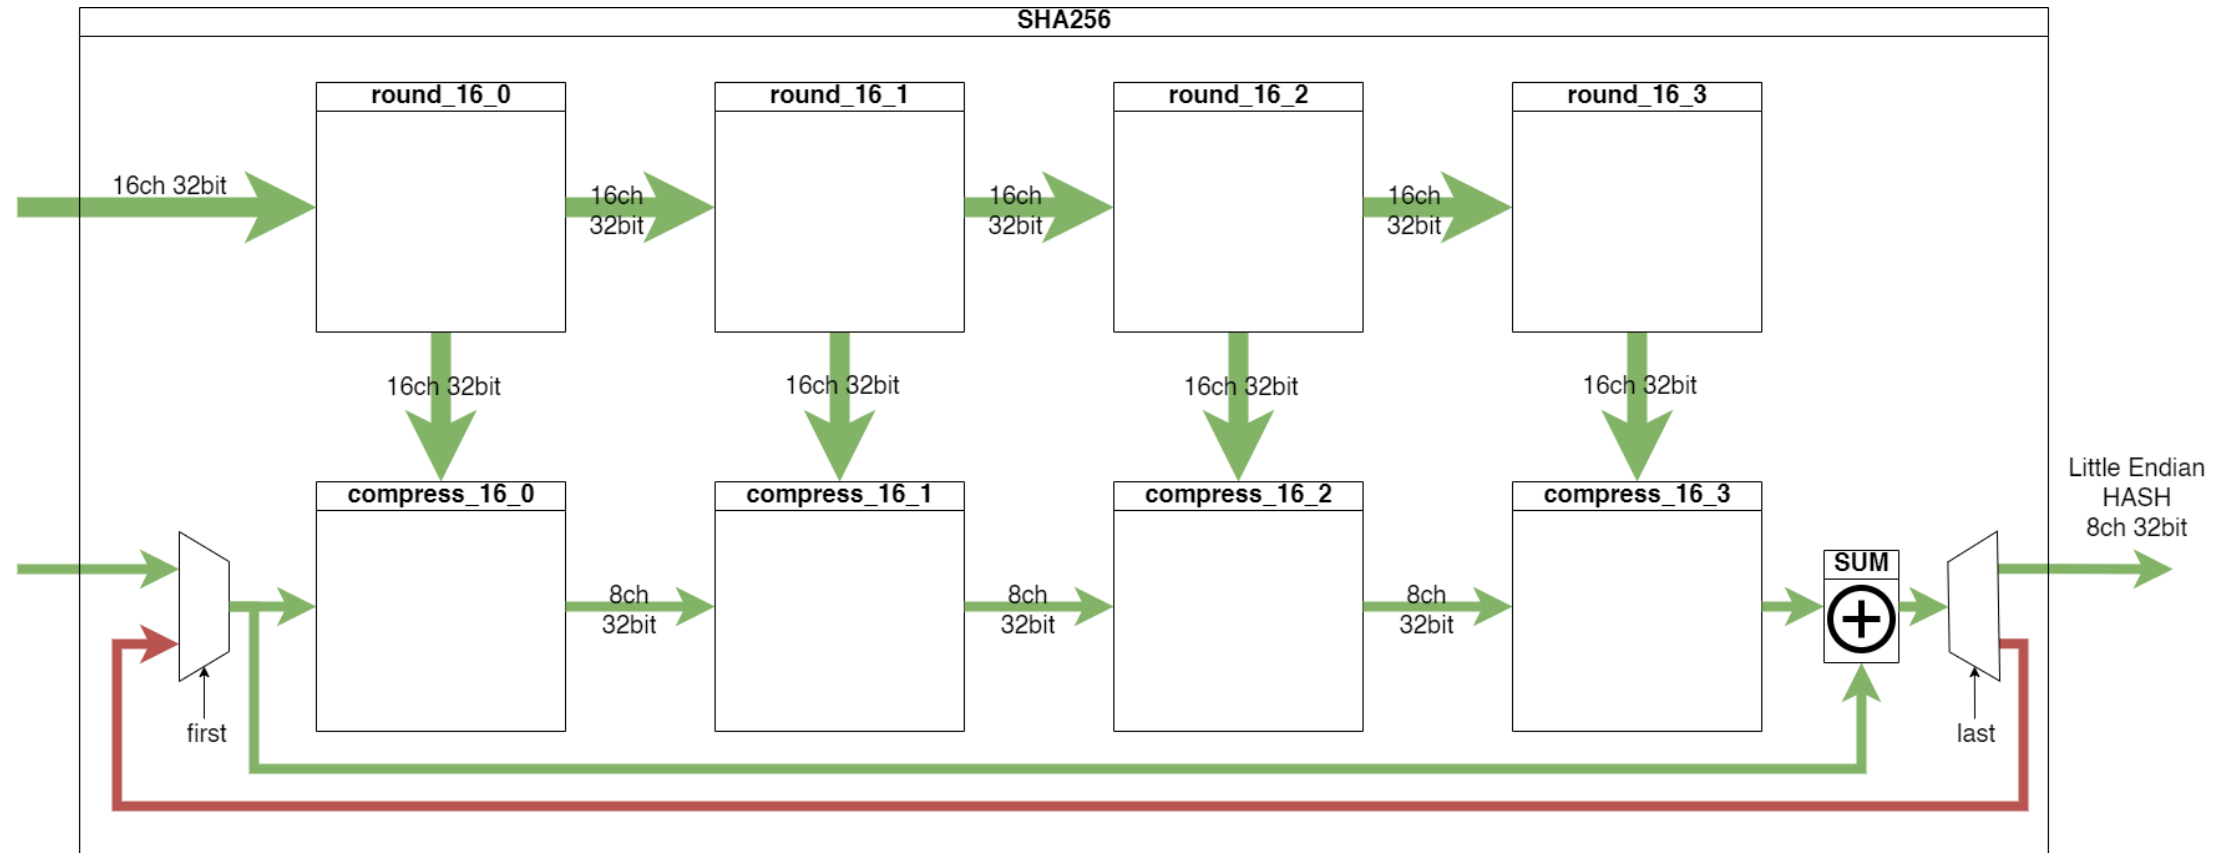 SHA256
round_16_0
round_16_1
round_16_2
round_16_3
16ch 32bit
16ch
32bit
16ch
32bit
16ch
32bit
16ch 32bit
16ch 32bit
16ch 32bit
16ch 32bit
compress_16_0
compress_16_1
compress_16_2
compress_16_3
Little Endian
HASH
8ch 32bit
8ch
32bit
8ch
32bit
8ch
32bit
SUM
first
last